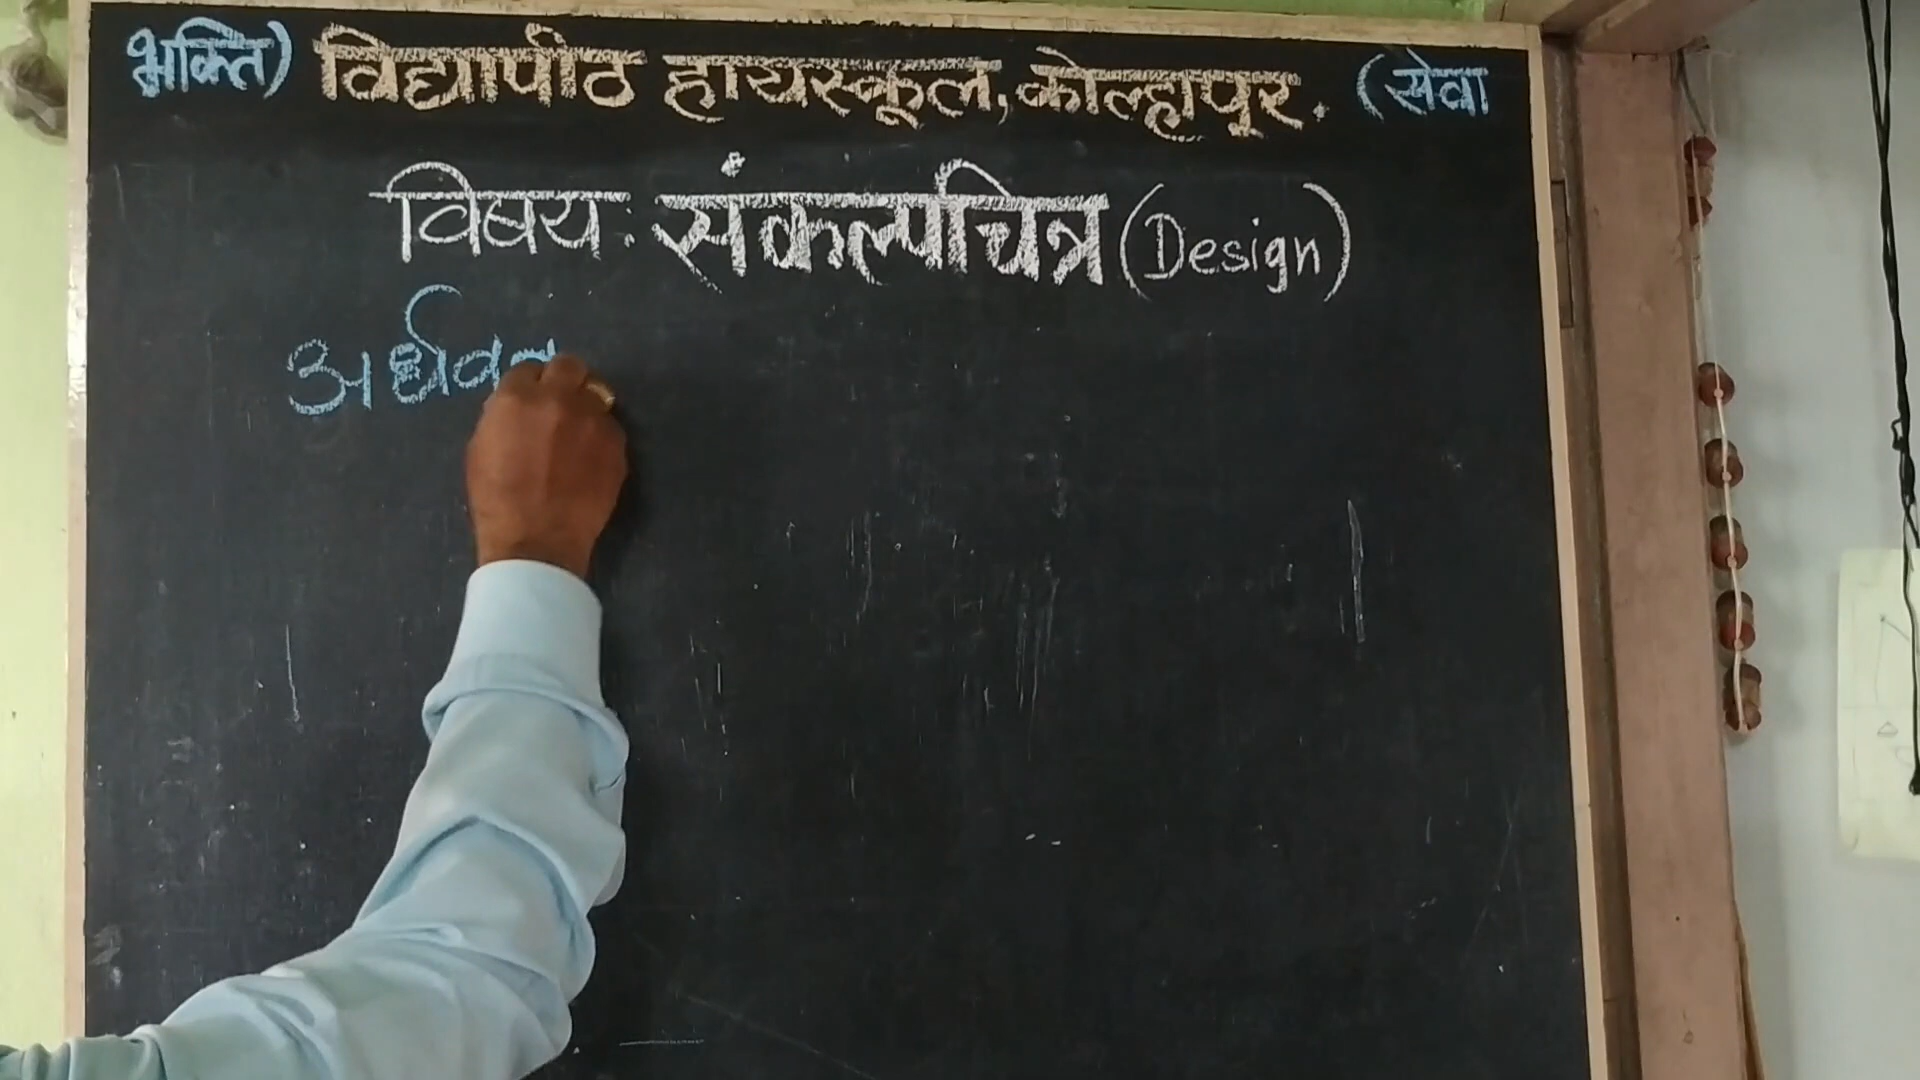 भक्ति) विद्यापीठ हायस्कूल, कोल्हापूर. (सेवा
विषय: संकल्पचित्र (Design)